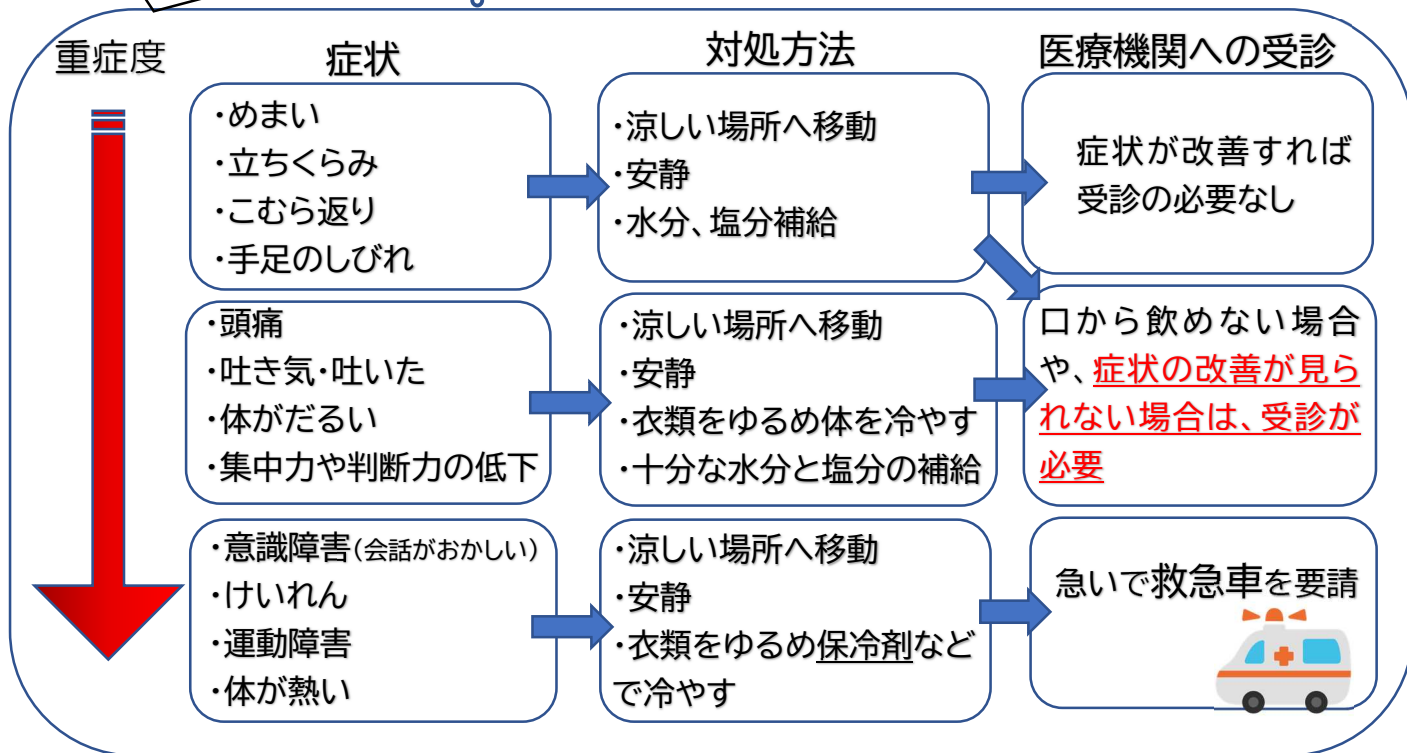 重症度
症状
対処方法
医療機関への受診
・めまい
・立ちくらみ
・こむら返り
・手足のしびれ
・涼しい場所へ移動
・安静
・水分、塩分補給
症状が改善すれば
受診の必要なし
・頭痛
・吐き気・吐いた
・体がだるい
・集中力や判断力の低下
・涼しい場所へ移動
・安静
・衣類をゆるめ体を冷やす
・十分な水分と塩分の補給
口から飲めない場合
や、症状の改善が見ら
れない場合は、受診が
必要
・意識障害(会話がおかしい)
・けいれん
・運動障害
・体が熱い
・涼しい場所へ移動
・安静
・衣類をゆるめ保冷剤など
で冷やす
急いで救急車を要請